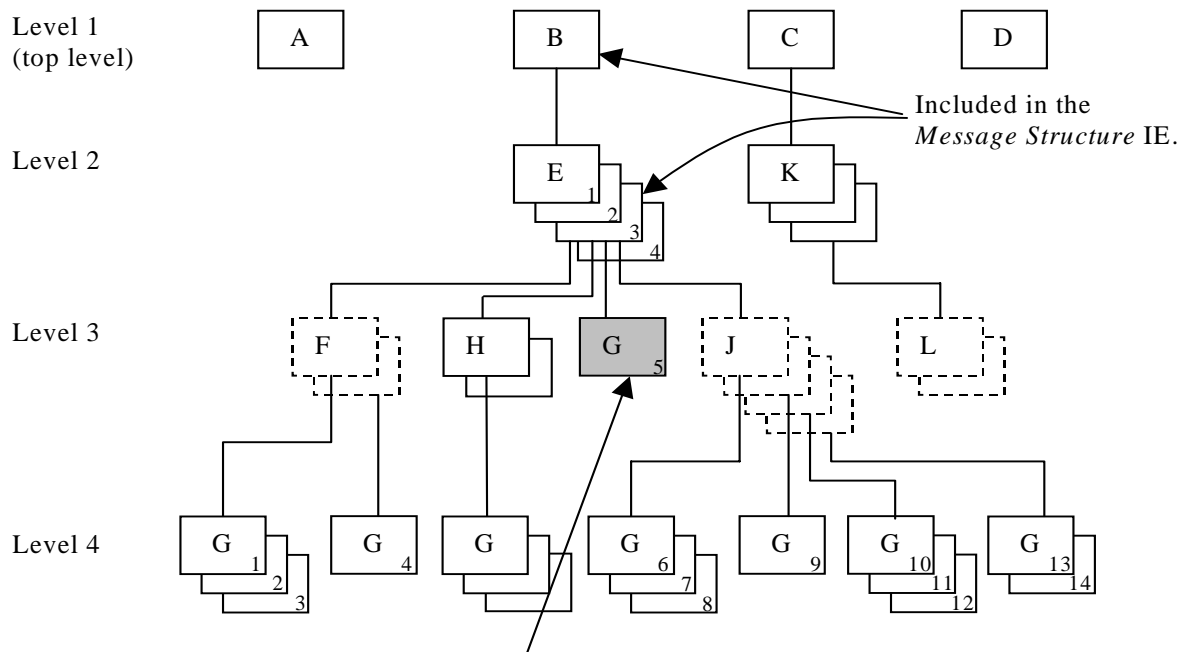 Level 1
(top level)
A
B
C
D
Included in the
Message Structure IE.
Level 2
E
1
2
3
4
K
Level 3
F
H
G
5
J
L
Level 4
G
1
2
3
G
4
G
G
6
7
8
G
9
G
10
11
12
G
13
14